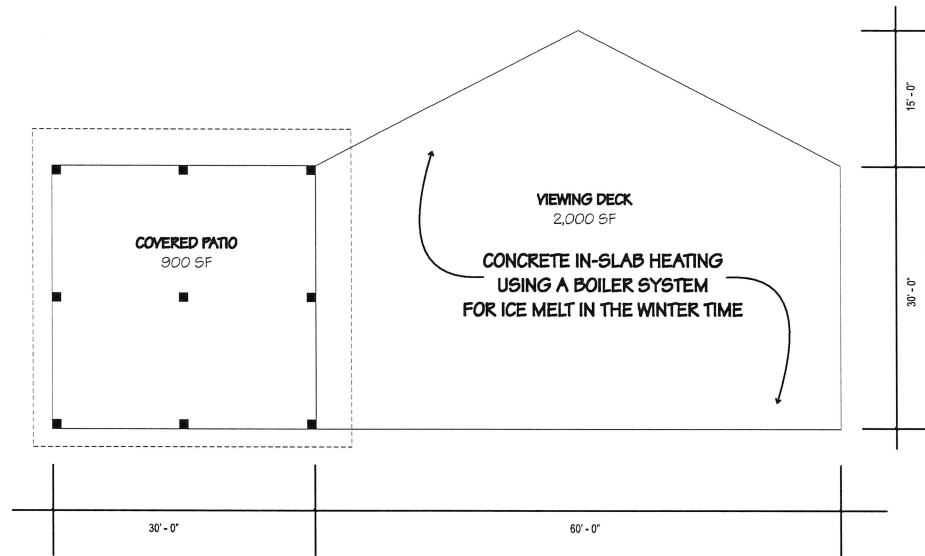 15' - 0"
VIEWING DECK
2,000 SF
COVERED PATIO
900 SF
CONCRETE IN-SLAB HEATING
USING A BOILER SYSTEM
FOR ICE MELT IN THE WINTER TIME
30' - 0"
30' - 0"
60' - 0"